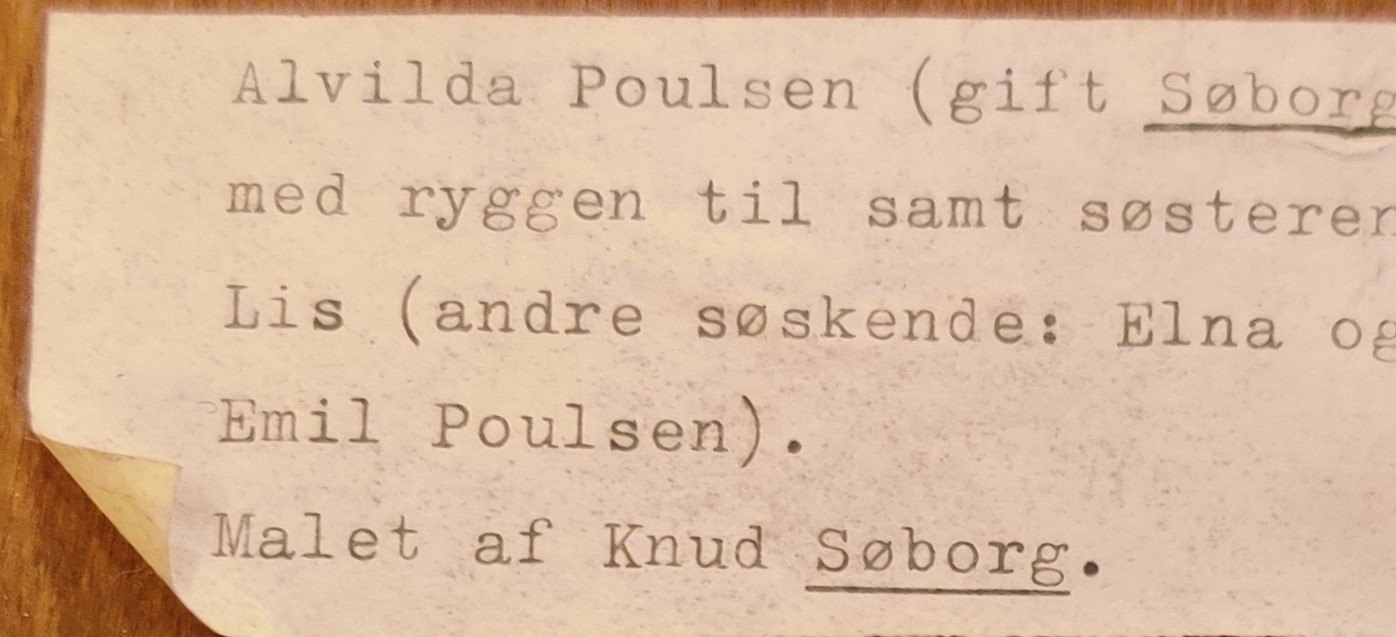 Alvilda Poulsen (gift Søborg
med ryggen til samt søsteren
Lis (andre søskende: Elna og
Emil Poulsen).
Malet af Knud Søborg.